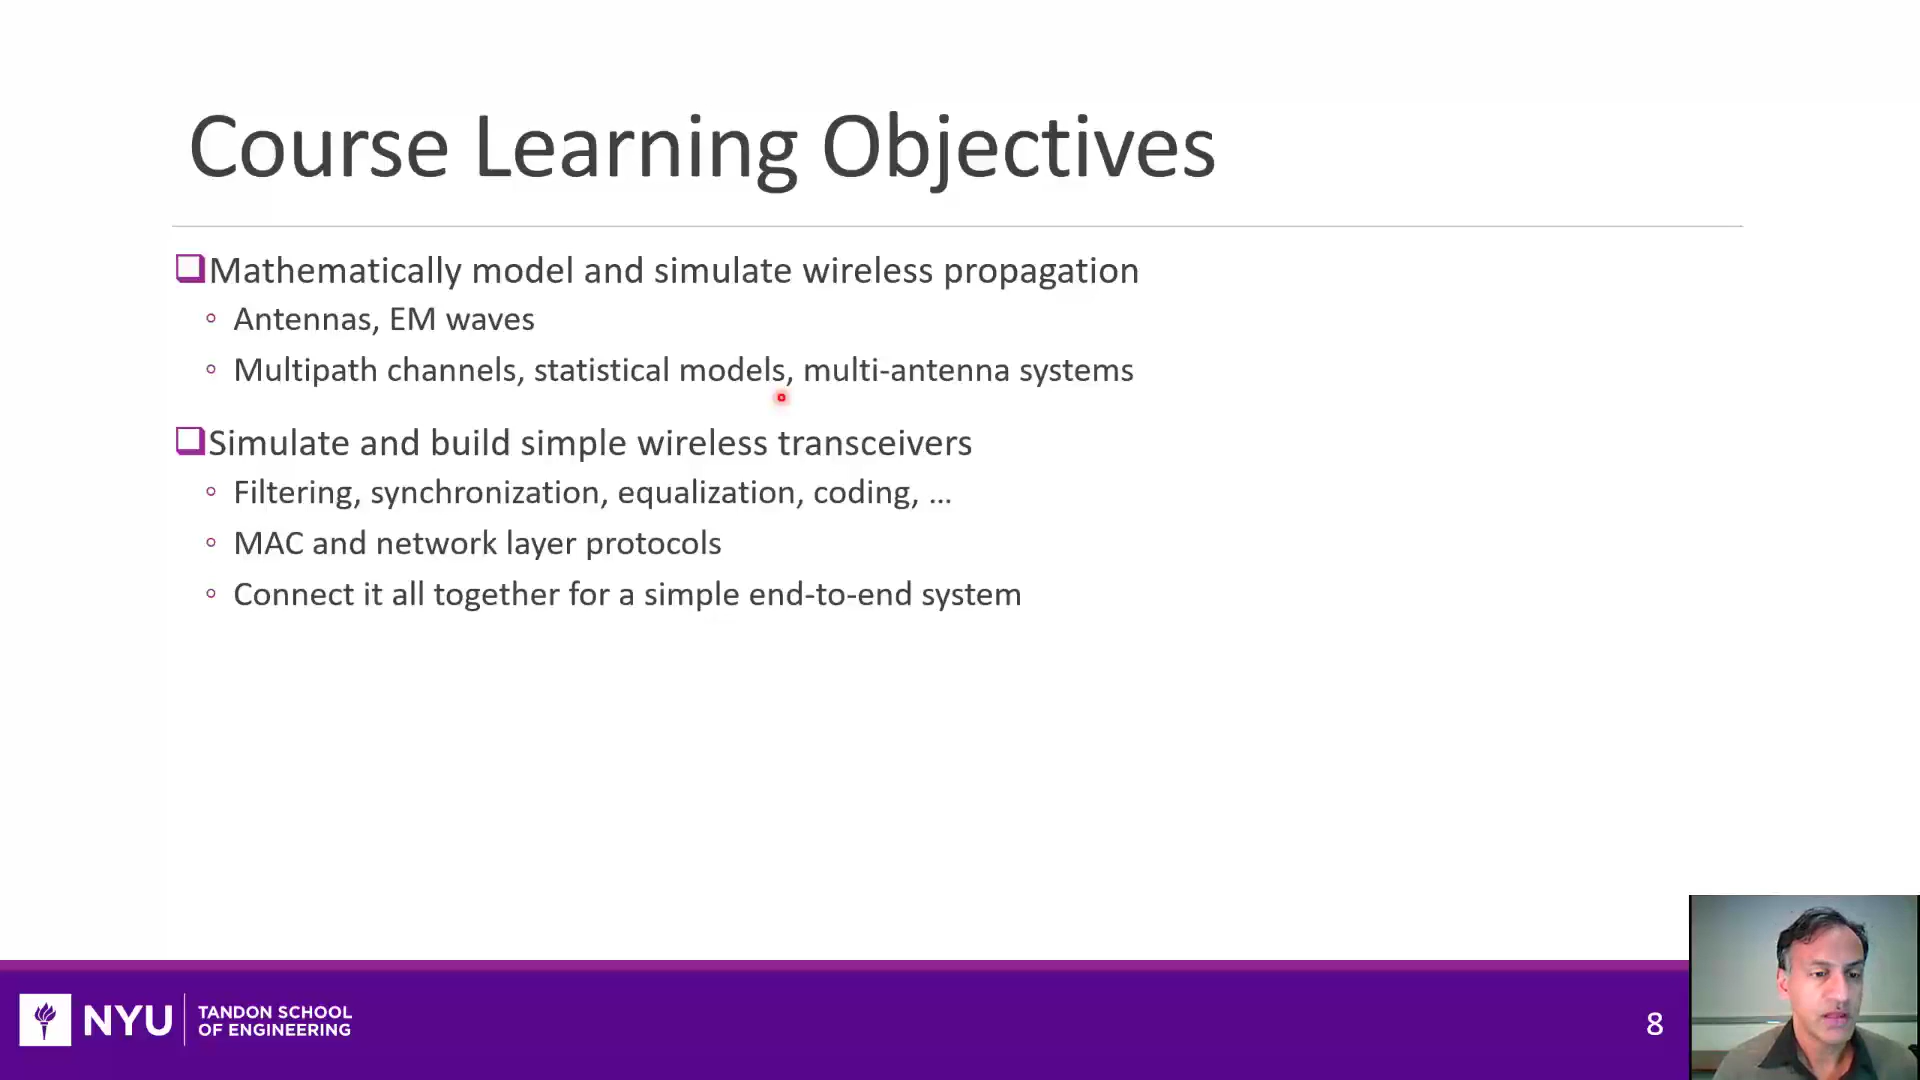 Course Learning Objectives
Mathematically model and simulate wireless propagation
Antennas, EM waves
Multipath channels, statistical models, multi-antenna systems
Simulate and build simple wireless transceivers
Filtering, synchronization, equalization, coding, ...
MAC and network layer protocols
Connect it all together for a simple end-to-end system
NYU
TANDON SCHOOL
OF ENGINEERING
8